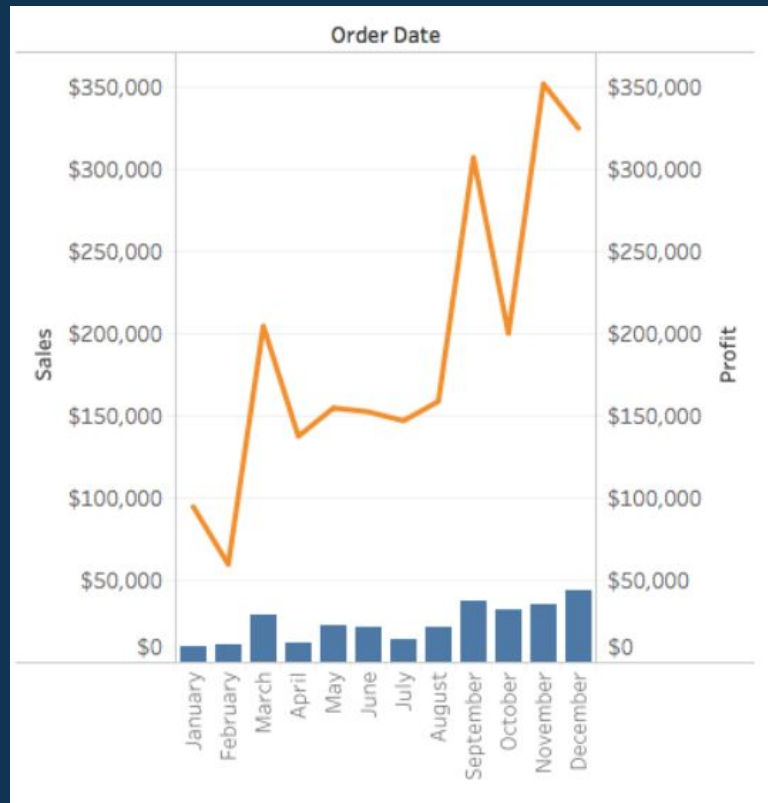 Order Date
Sales
$350,000
$300,000
$250,000
$200,000
$150,000
$100,000
$50,000
$0
Profit
$350,000
$300,000
$250,000
$200,000
$150,000
$100,000
$50,000
$0
January
February
March
April
May
June
July
August
September
October
November
December